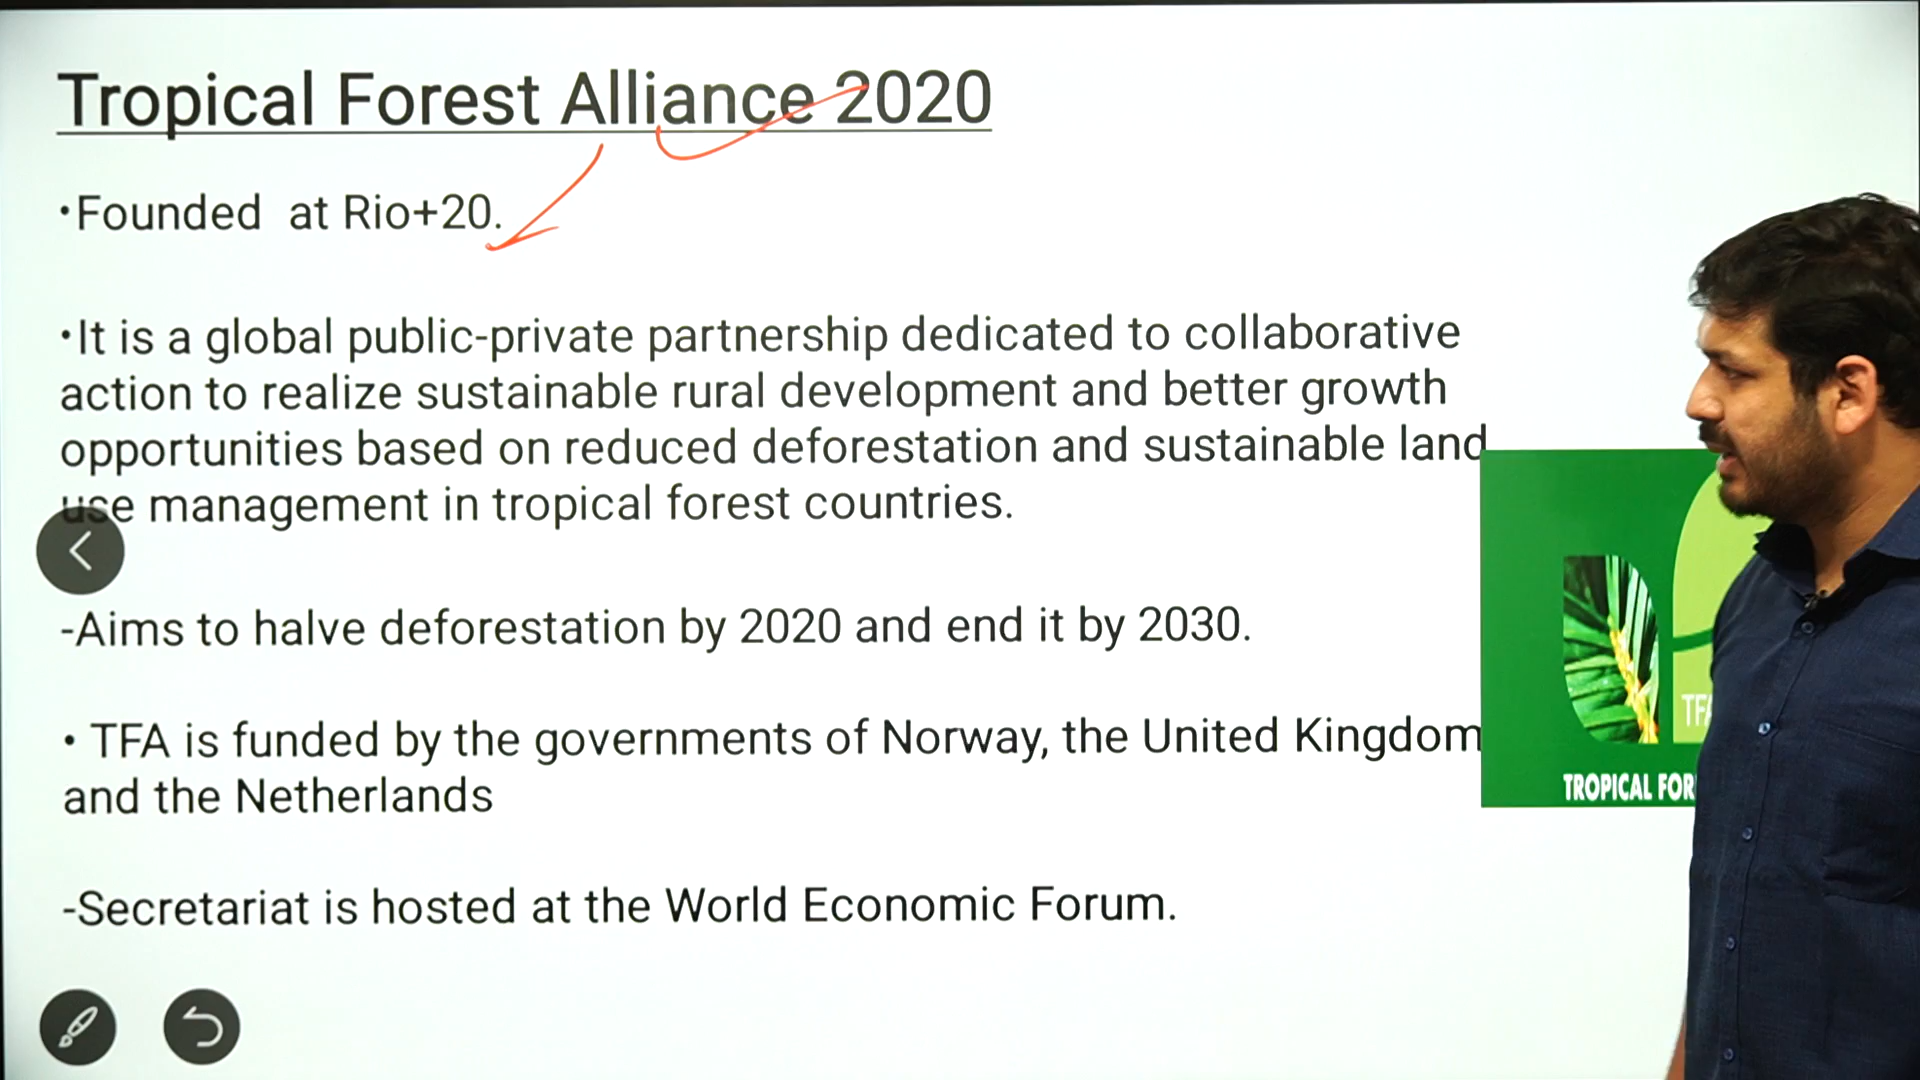 Tropical Forest Alliance 2020
•Founded at Rio+20.
•It is a global public-private partnership dedicated to collaborative
action to realize sustainable rural development and better growth
opportunities based on reduced deforestation and sustainable land
use management in tropical forest countries.
-Aims to halve deforestation by 2020 and end it by 2030.
• TFA is funded by the governments of Norway, the United Kingdom
and the Netherlands
-Secretariat is hosted at the World Economic Forum.
TFA
TROPICAL FOR